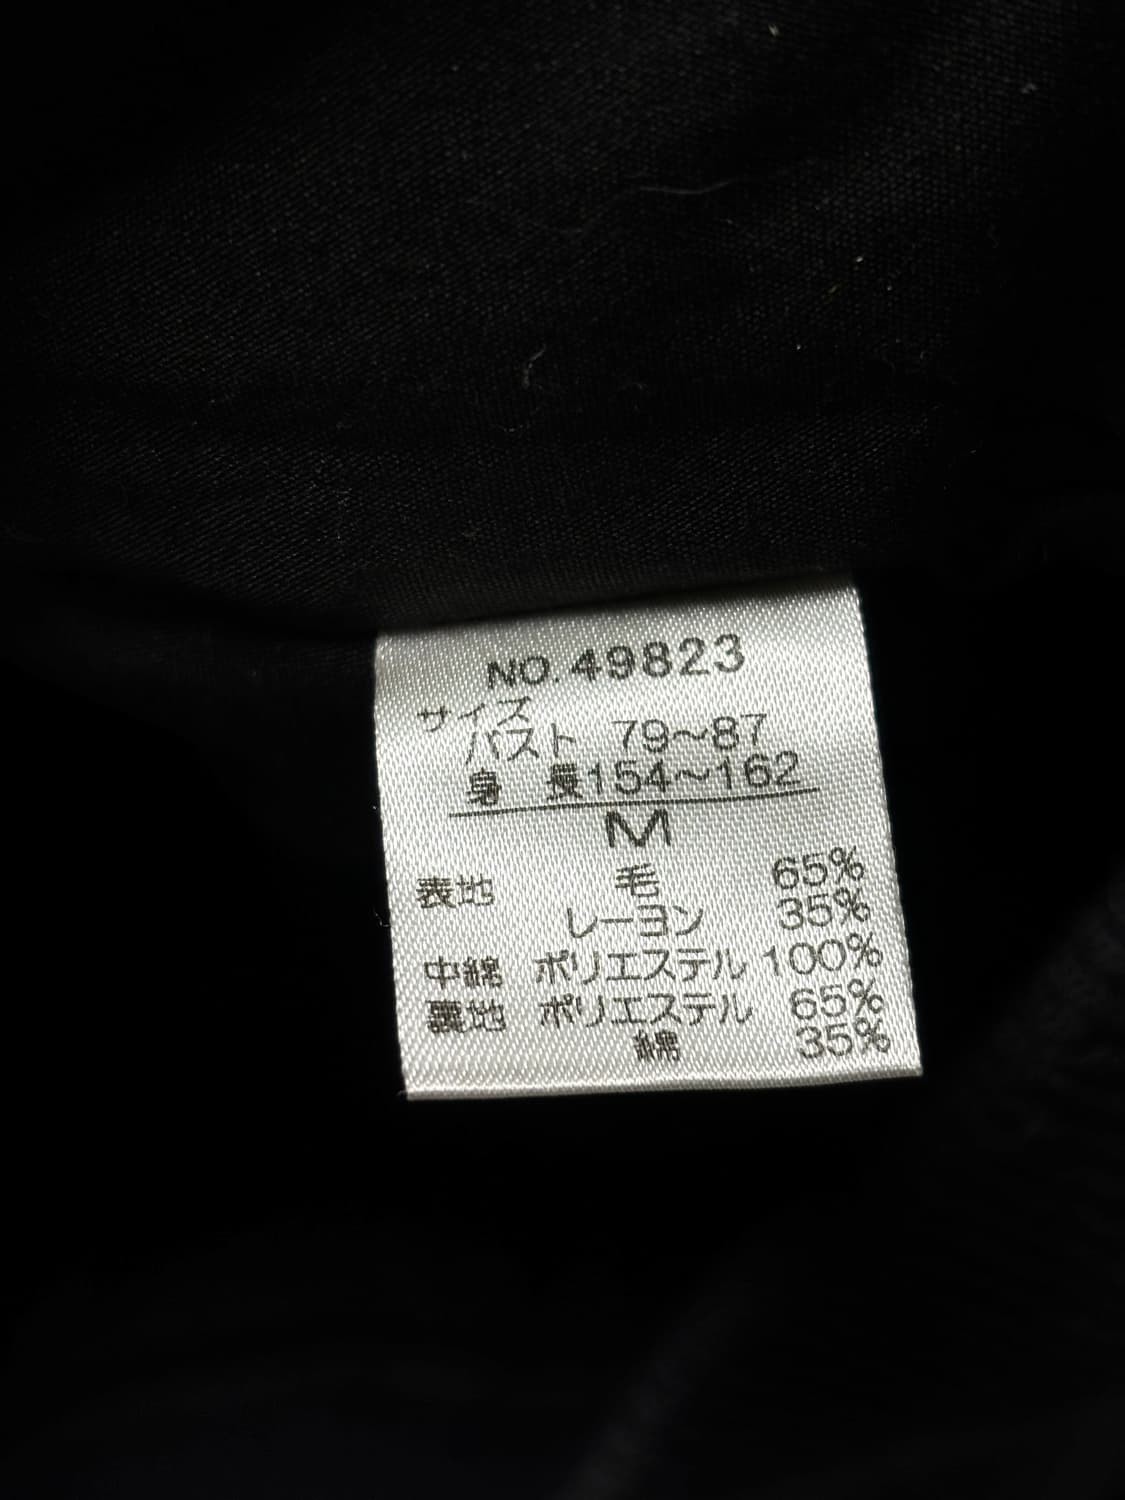 NO.49823
サイズ
バスト 79～87
身 長154～162
M
表地 毛 65%
レーヨン 35%
中綿 ポリエステル 100%
裏地 ポリエステル 65%
綿 35%